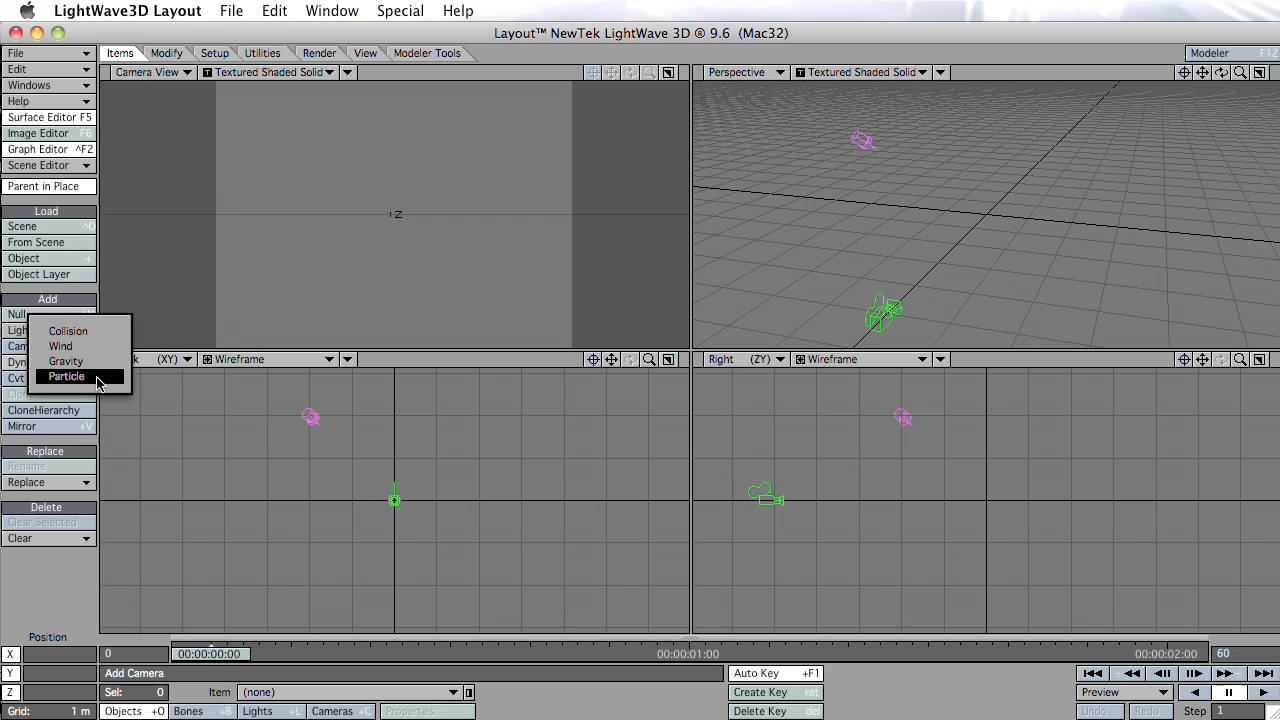 LightWave3D Layout File Edit Window Special Help
Layout™ NewTek LightWave 3D ® 9.6 (Mac32)
File
Edit
Windows
Help
Surface Editor F5
Image Editor F6
Graph Editor ^F2
Scene Editor
Parent in Place
Load
Scene ^O
From Scene
Object +
Object Layer
Add
Null
Ligh
Cam
Dyn
Cvt
CloneHierarchy
Mirror +V
Replace
Rename
Replace
Delete
Clear Selected
Clear
Collision
Wind
Gravity
Particle
Items Modify Setup Utilities Render View Modeler Tools
Modeler F12
Camera View T Textured Shaded Solid
+Z
Perspective T Textured Shaded Solid
k (XY) Wireframe
Right (ZY) Wireframe
Position
X
Y
Z
Grid: 1 m
0 00:00:00:00 00:00:01:00 00:00:02:00 60
Add Camera
Sel: 0 Item (none)
Objects +O Bones +B Lights +L Cameras +C Properties
Auto Key +F1
Create Key ret
Delete Key del
Preview
Undo Redo Step 1